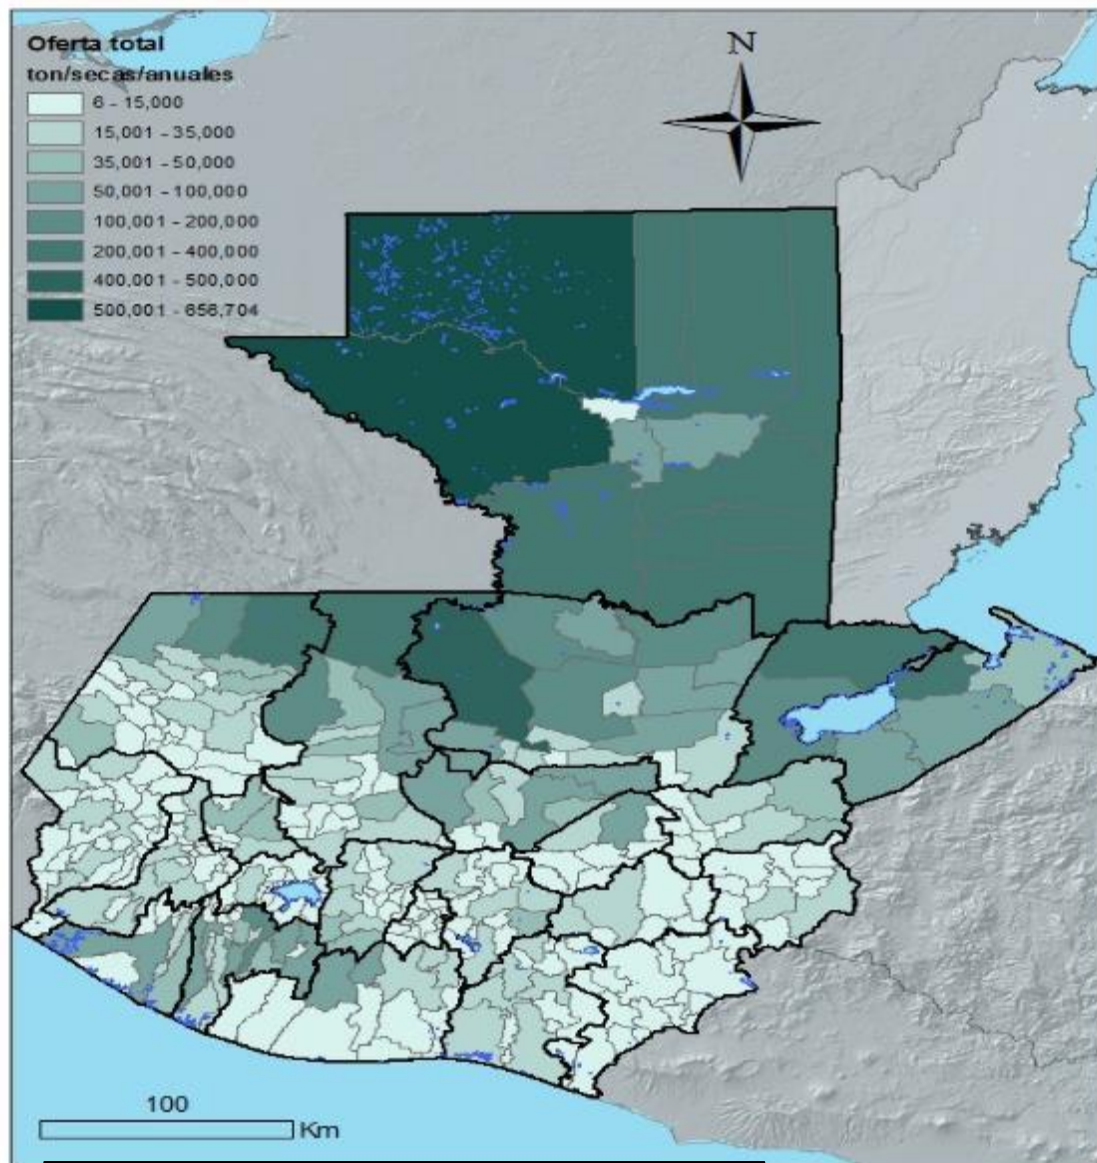 Oferta total
ton/secas/anuales
6 - 15,000
15,001 - 35,000
35,001 - 50,000
50,001 - 100,000
100,001 - 200,000
200,001 - 400,000
400,001 - 500,000
500,001 - 656,704
N
100
Km